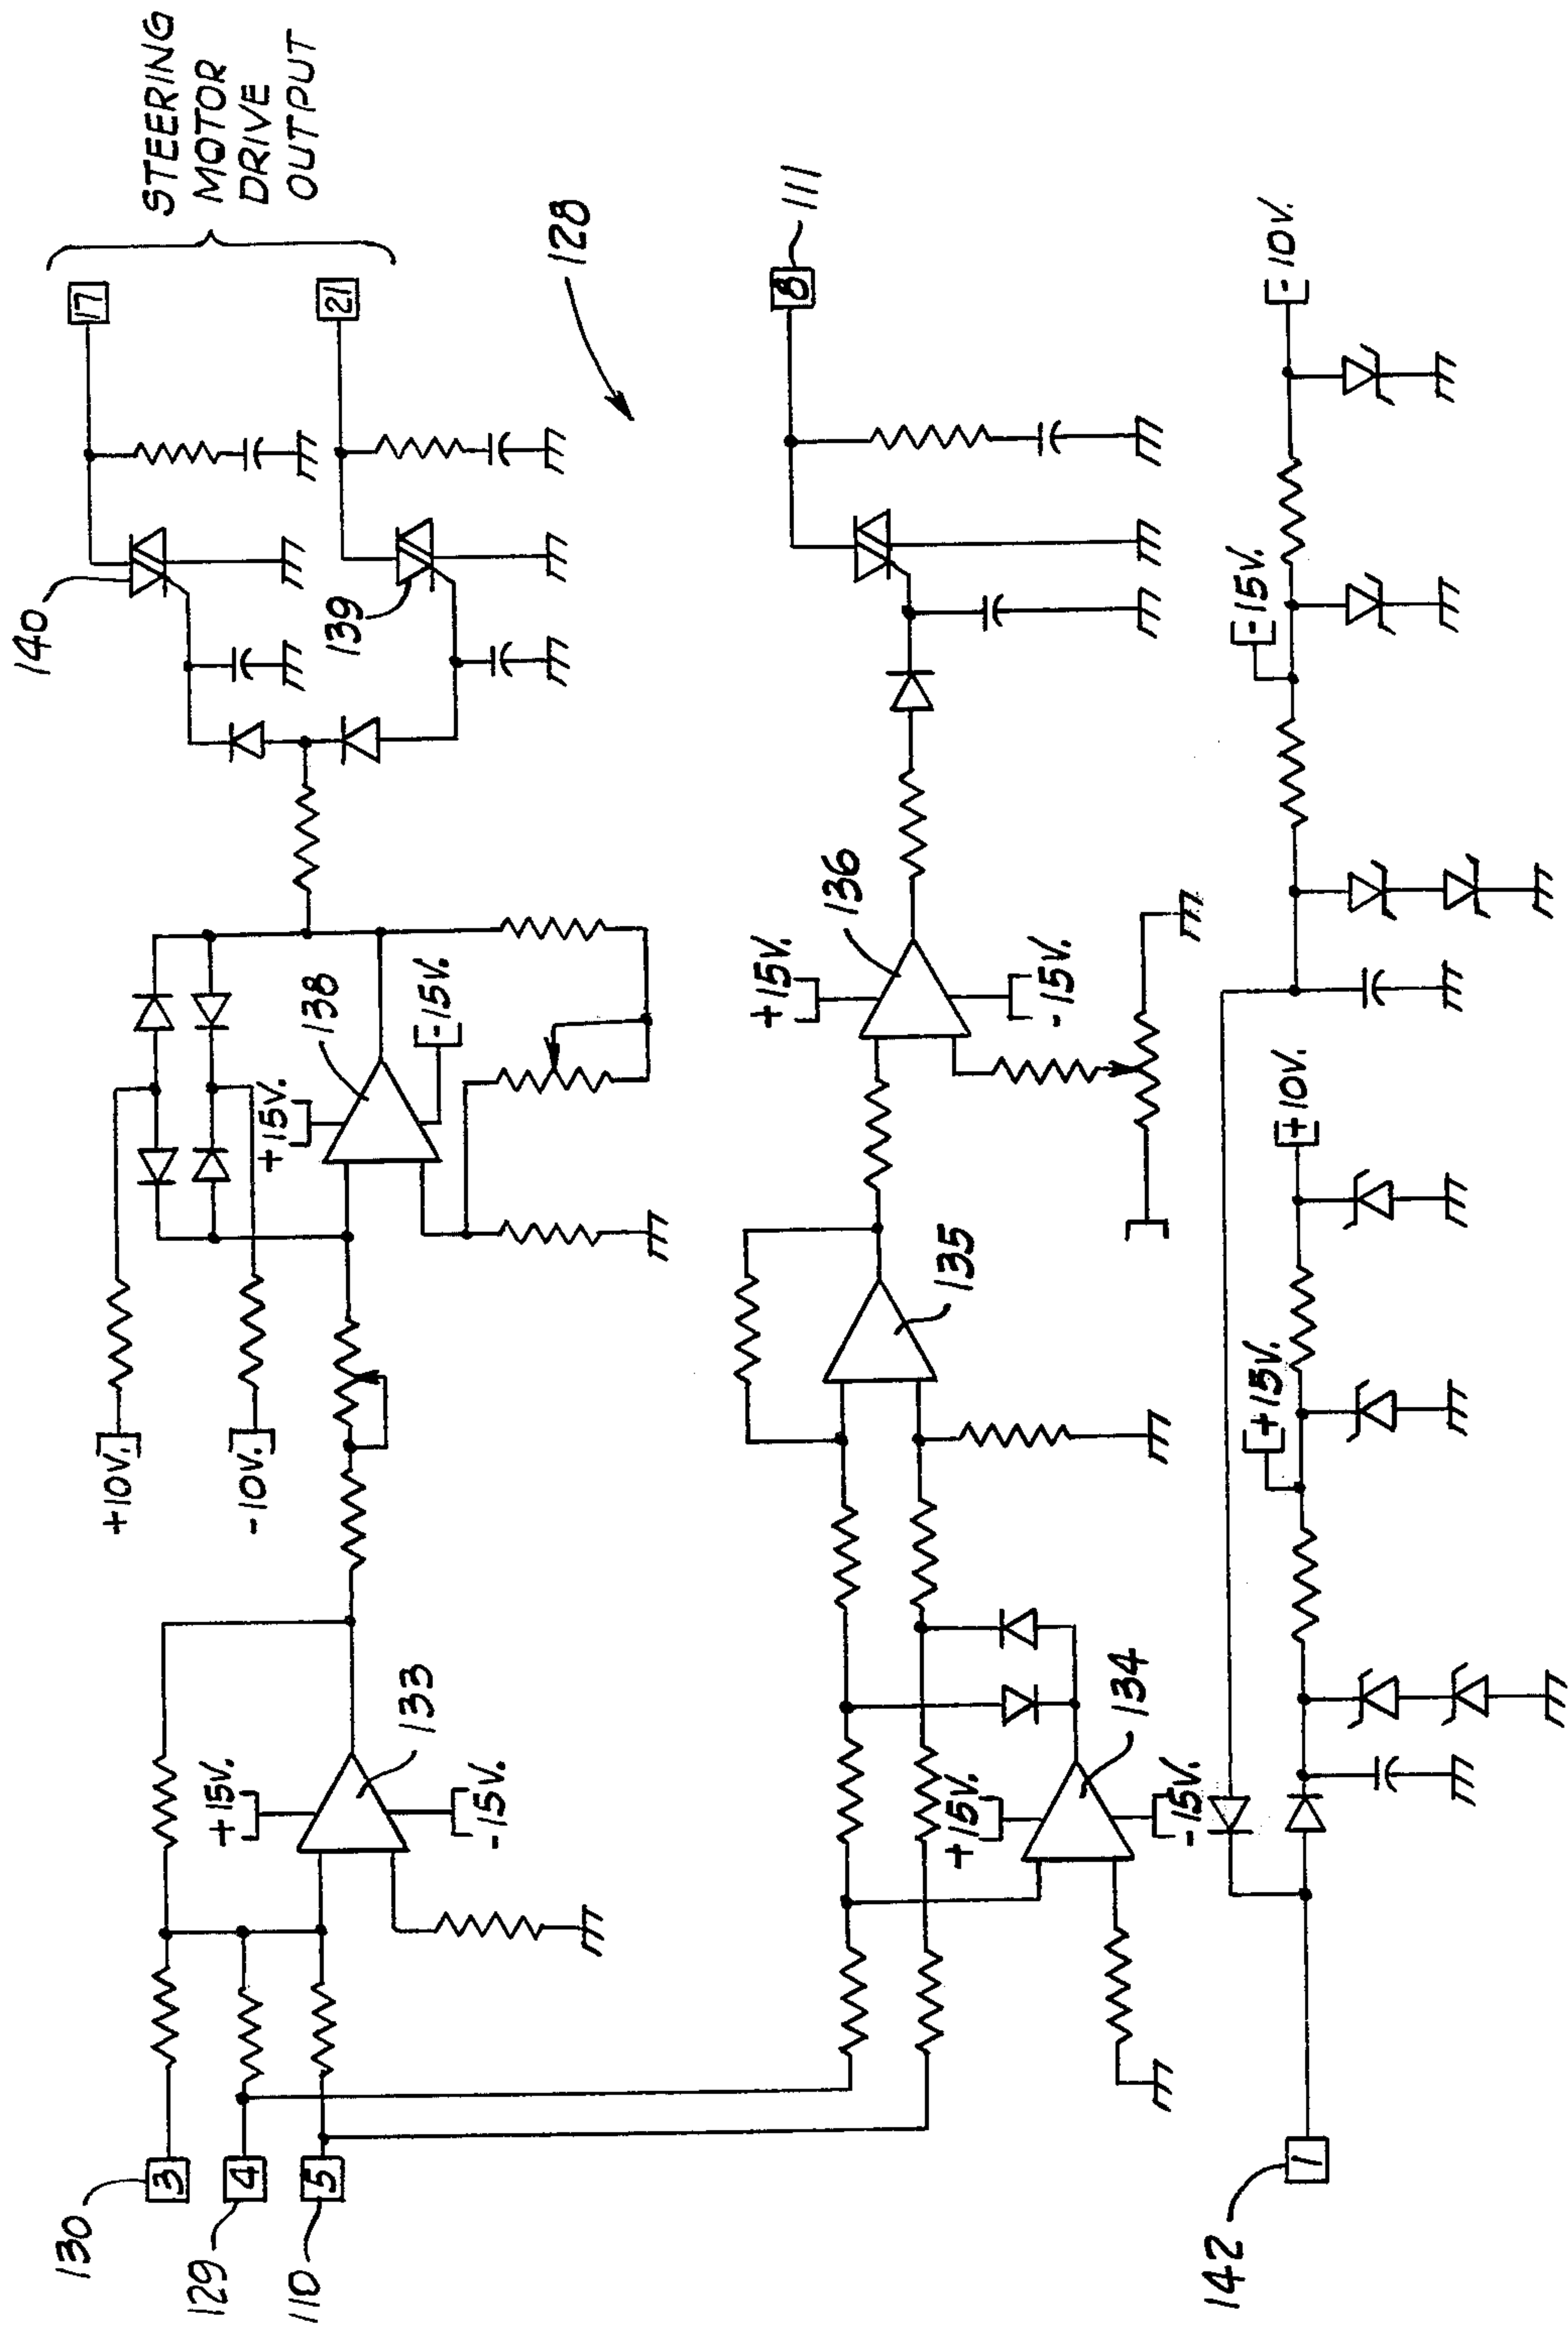 130
3
129
4
110
5
+15V.
133
-15V.
+10V.
-10V.
+15V.
138
-15V.
140
139
17
21
STEERING
MOTOR
DRIVE
OUTPUT
128
+15V.
134
-15V.
135
+15V.
136
-15V.
8
111
142
1
+15V.
+10V.
-15V.
-10V.